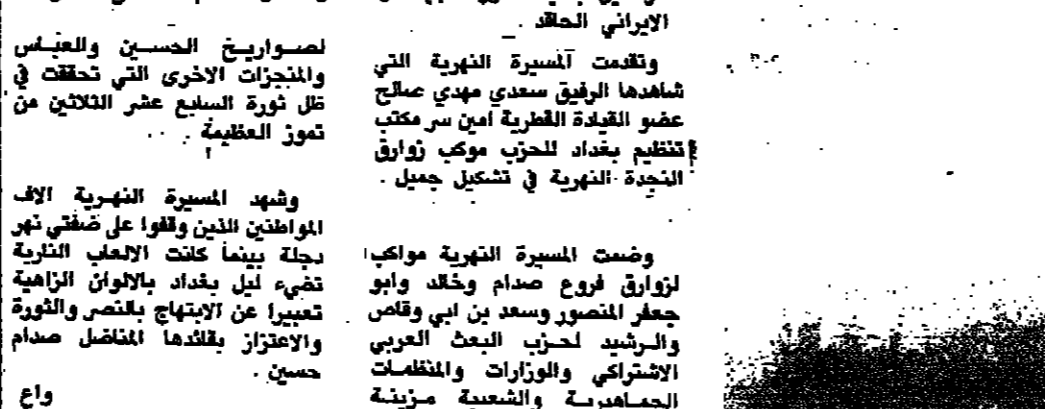 الايراني الحاقد .
وتقدمت المسيرة النهرية التي
شاهدها الرفيق سعدي مهدي صالح
عضو القيادة القطرية امين سر مكتب
تنظيم بغداد للحزب موكب زوارق
النجدة النهرية في تشكيل جميل .
وضمت المسيرة النهرية مواكب
لزوارق فروع صدام وخالد وابو
جعفر المنصور وسعد بن ابي وقاص
والرشيد لحزب البعث العربي
الاشتراكي والوزارات والمنظمات
الجماهيرية والشعبية مزينة
لصواريخ الحسين وللعباس
والمنجزات الاخرى التي تحققت في
ظل ثورة السابع عشر الثلاثين من
تموز العظيمة . . .
وشهد المسيرة النهرية الاف
المواطنين الذين وقفوا على ضفتي نهر
دجلة بينما كانت الالعاب النارية
تضيء ليل بغداد بالالوان الزاهية
تعبيرا عن الابتهاج بالنصر والثورة
والاعتزاز بقائدها المناضل صدام
حسين .
واع